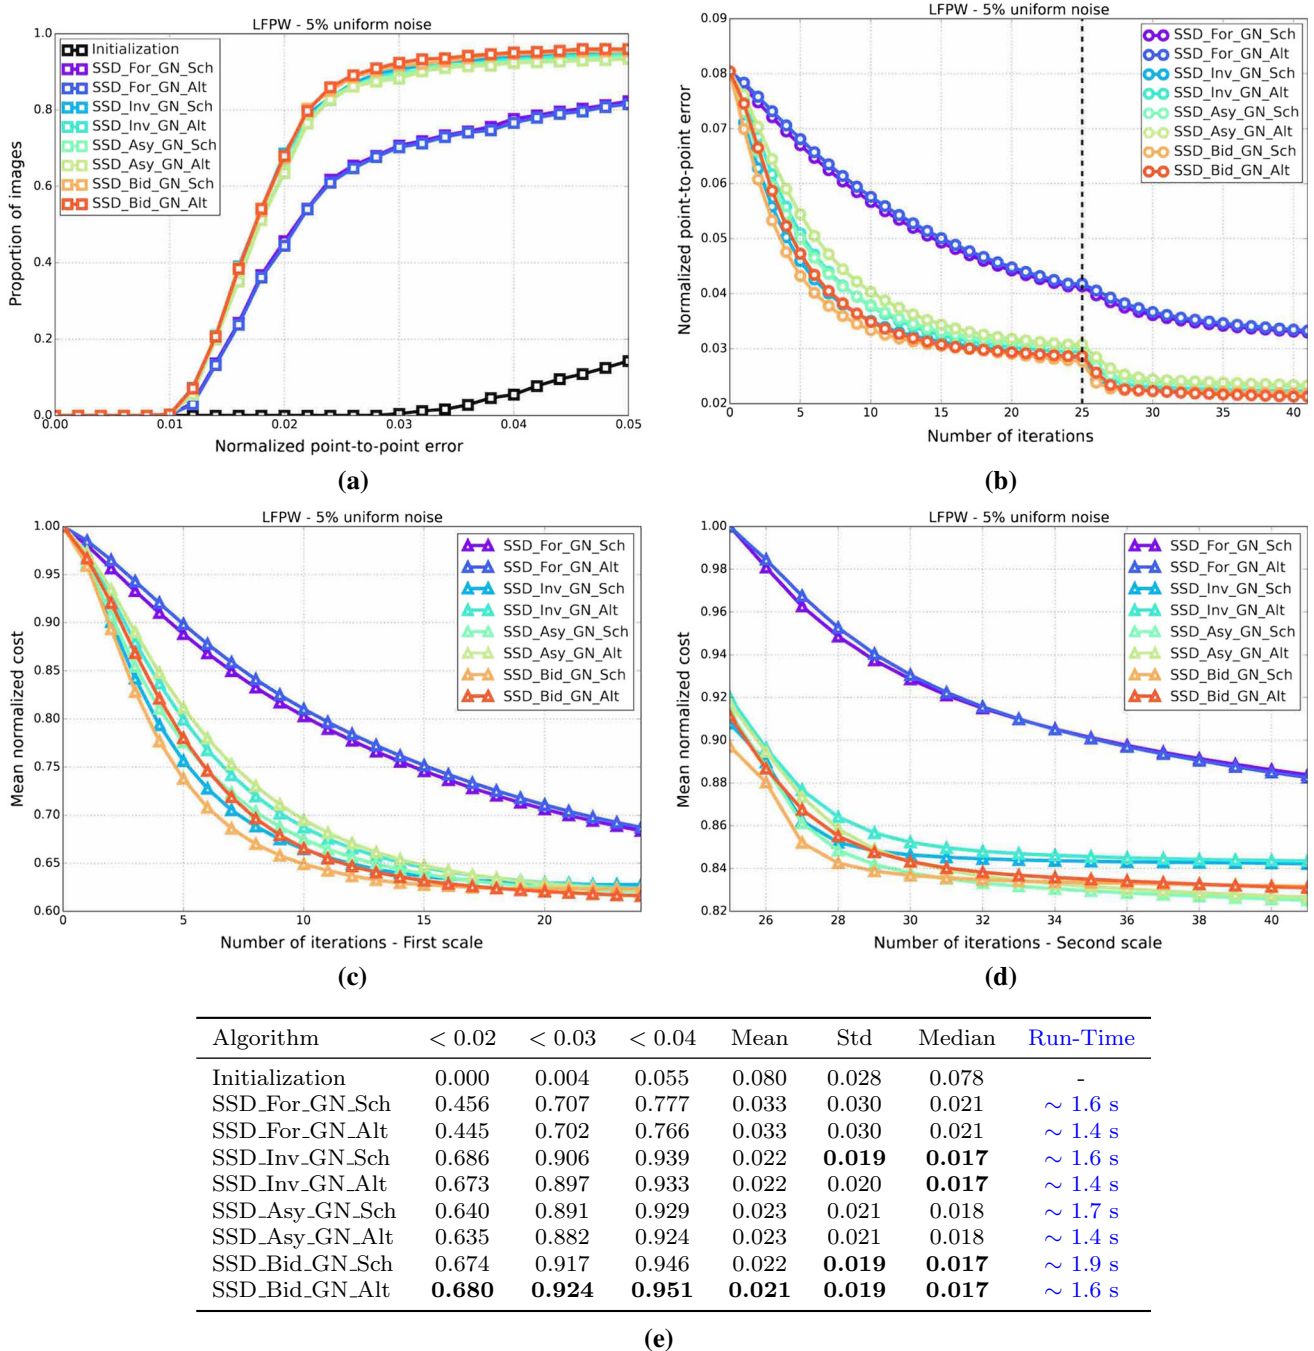 LFPW - 5% uniform noise
1.0
0.8
0.6
0.4
0.2
0.0
Proportion of images
Initialization
SSD_For_GN_Sch
SSD_For_GN_Alt
SSD_Inv_GN_Sch
SSD_Inv_GN_Alt
SSD_Asy_GN_Sch
SSD_Asy_GN_Alt
SSD_Bid_GN_Sch
SSD_Bid_GN_Alt
0.00 0.01 0.02 0.03 0.04 0.05
Normalized point-to-point error
(a)
LFPW - 5% uniform noise
0.09
0.08
0.07
0.06
0.05
0.04
0.03
0.02
Normalized point-to-point error
SSD_For_GN_Sch
SSD_For_GN_Alt
SSD_Inv_GN_Sch
SSD_Inv_GN_Alt
SSD_Asy_GN_Sch
SSD_Asy_GN_Alt
SSD_Bid_GN_Sch
SSD_Bid_GN_Alt
0 5 10 15 20 25 30 35 40
Number of iterations
(b)
LFPW - 5% uniform noise
1.00
0.95
0.90
0.85
0.80
0.75
0.70
0.65
0.60
Mean normalized cost
SSD_For_GN_Sch
SSD_For_GN_Alt
SSD_Inv_GN_Sch
SSD_Inv_GN_Alt
SSD_Asy_GN_Sch
SSD_Asy_GN_Alt
SSD_Bid_GN_Sch
SSD_Bid_GN_Alt
0 5 10 15 20
Number of iterations - First scale
(c)
LFPW - 5% uniform noise
1.00
0.98
0.96
0.94
0.92
0.90
0.88
0.86
0.84
0.82
Mean normalized cost
SSD_For_GN_Sch
SSD_For_GN_Alt
SSD_Inv_GN_Sch
SSD_Inv_GN_Alt
SSD_Asy_GN_Sch
SSD_Asy_GN_Alt
SSD_Bid_GN_Sch
SSD_Bid_GN_Alt
26 28 30 32 34 36 38 40
Number of iterations - Second scale
(d)
Algorithm < 0.02 < 0.03 < 0.04 Mean Std Median Run-Time
Initialization 0.000 0.004 0.055 0.080 0.028 0.078 -
SSD_For_GN_Sch 0.456 0.707 0.777 0.033 0.030 0.021 ~ 1.6 s
SSD_For_GN_Alt 0.445 0.702 0.766 0.033 0.030 0.021 ~ 1.4 s
SSD_Inv_GN_Sch 0.686 0.906 0.939 0.022 0.019 0.017 ~ 1.6 s
SSD_Inv_GN_Alt 0.673 0.897 0.933 0.022 0.020 0.017 ~ 1.4 s
SSD_Asy_GN_Sch 0.640 0.891 0.929 0.023 0.021 0.018 ~ 1.7 s
SSD_Asy_GN_Alt 0.635 0.882 0.924 0.023 0.021 0.018 ~ 1.4 s
SSD_Bid_GN_Sch 0.674 0.917 0.946 0.022 0.019 0.017 ~ 1.9 s
SSD_Bid_GN_Alt 0.680 0.924 0.951 0.021 0.019 0.017 ~ 1.6 s
(e)